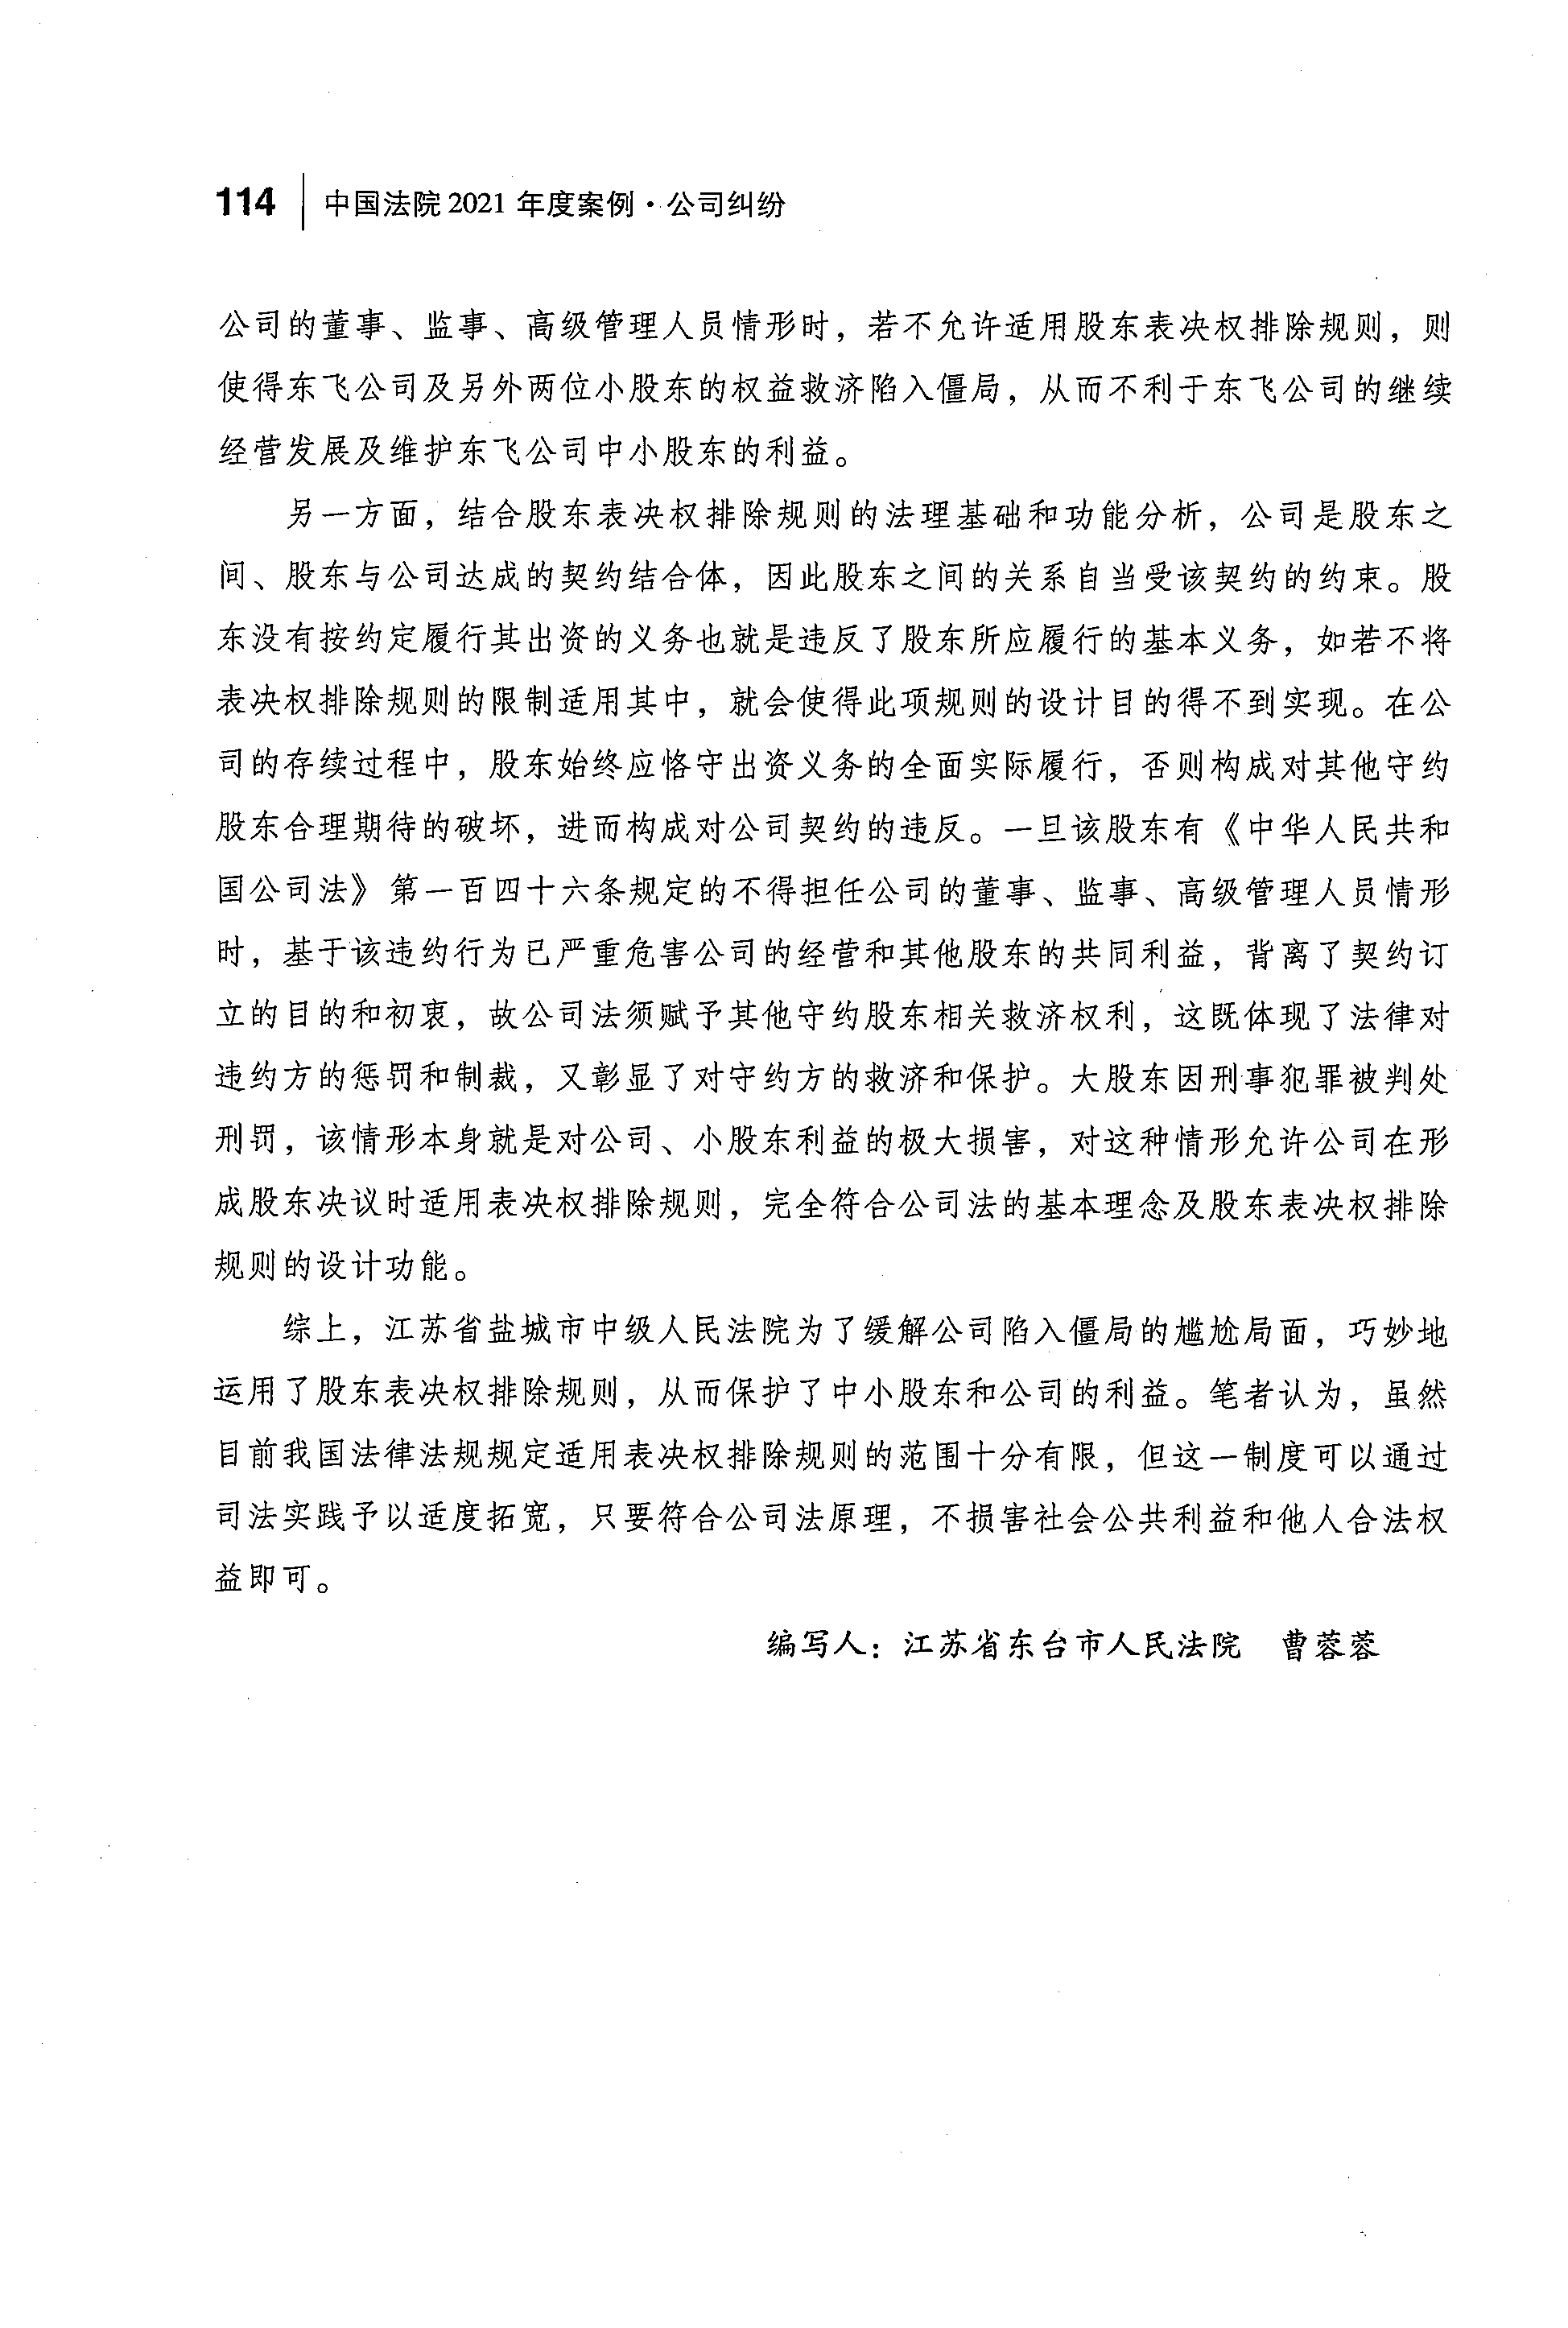 114 中国法院2021年度案例·公司纠纷
公司的董事、监事、高级管理人员情形时，若不允许适用股东表决权排除规则，则
使得东飞公司及另外两位小股东的权益救济陷入僵局，从而不利于东飞公司的继续
经营发展及维护东飞公司中小股东的利益。
另一方面，结合股东表决权排除规则的法理基础和功能分析，公司是股东之
间、股东与公司达成的契约结合体，因此股东之间的关系自当受该契约的约束。股
东没有按约定履行其出资的义务也就是违反了股东所应履行的基本义务，如若不将
表决权排除规则的限制适用其中，就会使得此项规则的设计目的得不到实现。在公
司的存续过程中，股东始终应恪守出资义务的全面实际履行，否则构成对其他守约
股东合理期待的破坏，进而构成对公司契约的违反。一旦该股东有《中华人民共和
国公司法》第一百四十六条规定的不得担任公司的董事、监事、高级管理人员情形
时，基于该违约行为已严重危害公司的经营和其他股东的共同利益，背离了契约订
立的目的和初衷，故公司法须赋予其他守约股东相关救济权利，这既体现了法律对
违约方的惩罚和制裁，又彰显了对守约方的救济和保护。大股东因刑事犯罪被判处
刑罚，该情形本身就是对公司、小股东利益的极大损害，对这种情形允许公司在形
成股东决议时适用表决权排除规则，完全符合公司法的基本理念及股东表决权排除
规则的设计功能。
综上，江苏省盐城市中级人民法院为了缓解公司陷入僵局的尴尬局面，巧妙地
运用了股东表决权排除规则，从而保护了中小股东和公司的利益。笔者认为，虽然
目前我国法律法规规定适用表决权排除规则的范围十分有限，但这一制度可以通过
司法实践予以适度拓宽，只要符合公司法原理，不损害社会公共利益和他人合法权
益即可。
编写人：江苏省东台市人民法院 曹蓉蓉